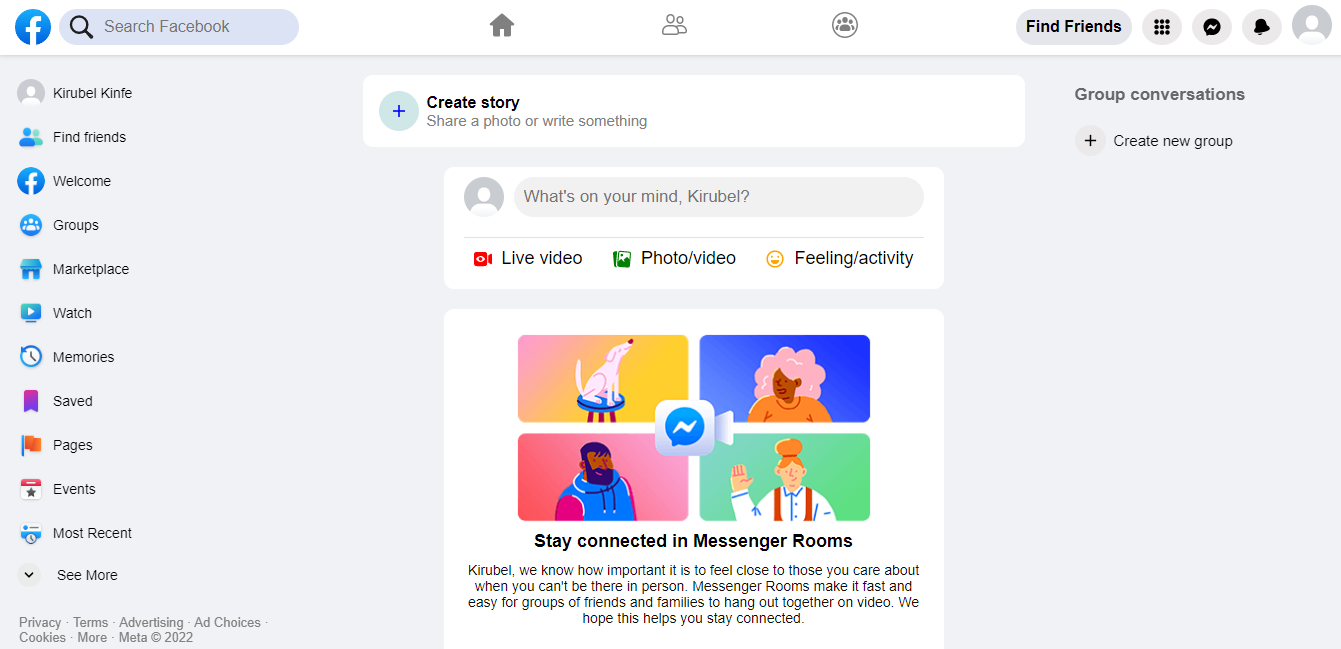 Search Facebook
Find Friends
Kirubel Kinfe
Find friends
Welcome
Groups
Marketplace
Watch
Memories
Saved
Pages
Events
Most Recent
See More
Privacy · Terms · Advertising · Ad Choices ·
Cookies · More · Meta © 2022
Create story
Share a photo or write something
What's on your mind, Kirubel?
Live video
Photo/video
Feeling/activity
Stay connected in Messenger Rooms
Kirubel, we know how important it is to feel close to those you care about
when you can't be there in person. Messenger Rooms make it fast and
easy for groups of friends and families to hang out together on video. We
hope this helps you stay connected.
Group conversations
Create new group